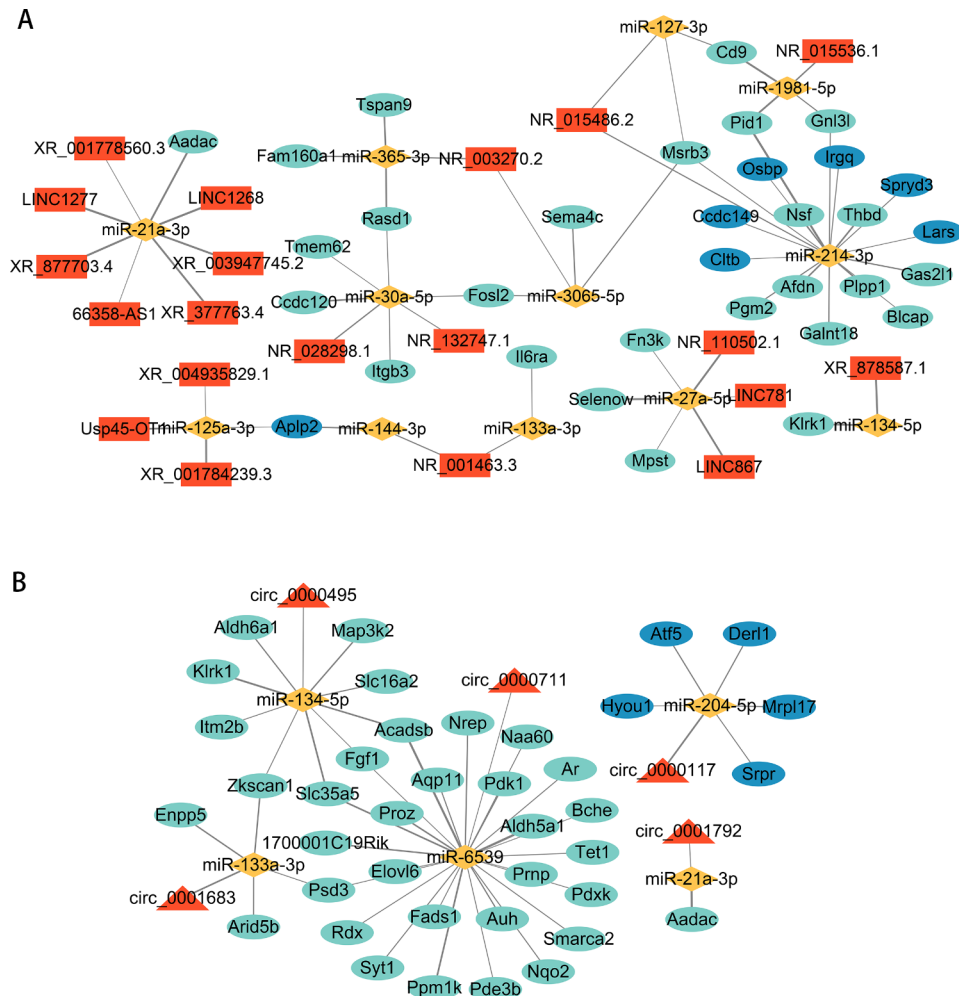 A
miR-127-3p
Cd9
NR_015536.1
miR-1981-5p
Tspan9
NR_015486.2
Pid1
Gnl3l
Aadac
XR_001778560.3
Fam160a1
miR-365-3p
NR_003270.2
Msrb3
Osbp
Irgq
Spryd3
LINC1277
LINC1268
miR-21a-3p
Rasd1
Sema4c
Ccdc149
Nsf
Thbd
Lars
Tmem62
XR_877703.4
XR_003947745.2
Cltb
miR-214-3p
Gas2l1
66358-AS1
XR_377763.4
Ccdc120
miR-30a-5p
Fosl2
miR-3065-5p
Afdn
Plpp1
Pgm2
Blcap
Galnt18
NR_028298.1
NR_132747.1
Itgb3
Il6ra
Fn3k
NR_110502.1
XR_004935829.1
XR_878587.1
Selenow
miR-27a-5p
LINC781
Usp45-OT
miR-125a-3p
Aplp2
miR-144-3p
miR-133a-3p
Klrk1
miR-134-5p
XR_001784239.3
NR_001463.3
Mpst
LINC867
B
circ_0000495
Aldh6a1
Map3k2
Atf5
Derl1
Klrk1
Slc16a2
circ_0000711
miR-134-5p
Hyou1
miR-204-5p
Mrpl17
Itm2b
Acadsb
Nrep
Naa60
Fgf1
circ_0000117
Srpr
Zkscan1
Slc35a5
Aqp11
Pdk1
Ar
Enpp5
Proz
Aldh5a1
Bche
circ_0001792
1700001C19Rik
miR-133a-3p
Elovl6
miR-6539
Tet1
Prnp
miR-21a-3p
circ_0001683
Psd3
Pdxk
Arid5b
Fads1
Auh
Aadac
Rdx
Smarca2
Syt1
Nqo2
Ppm1k
Pde3b